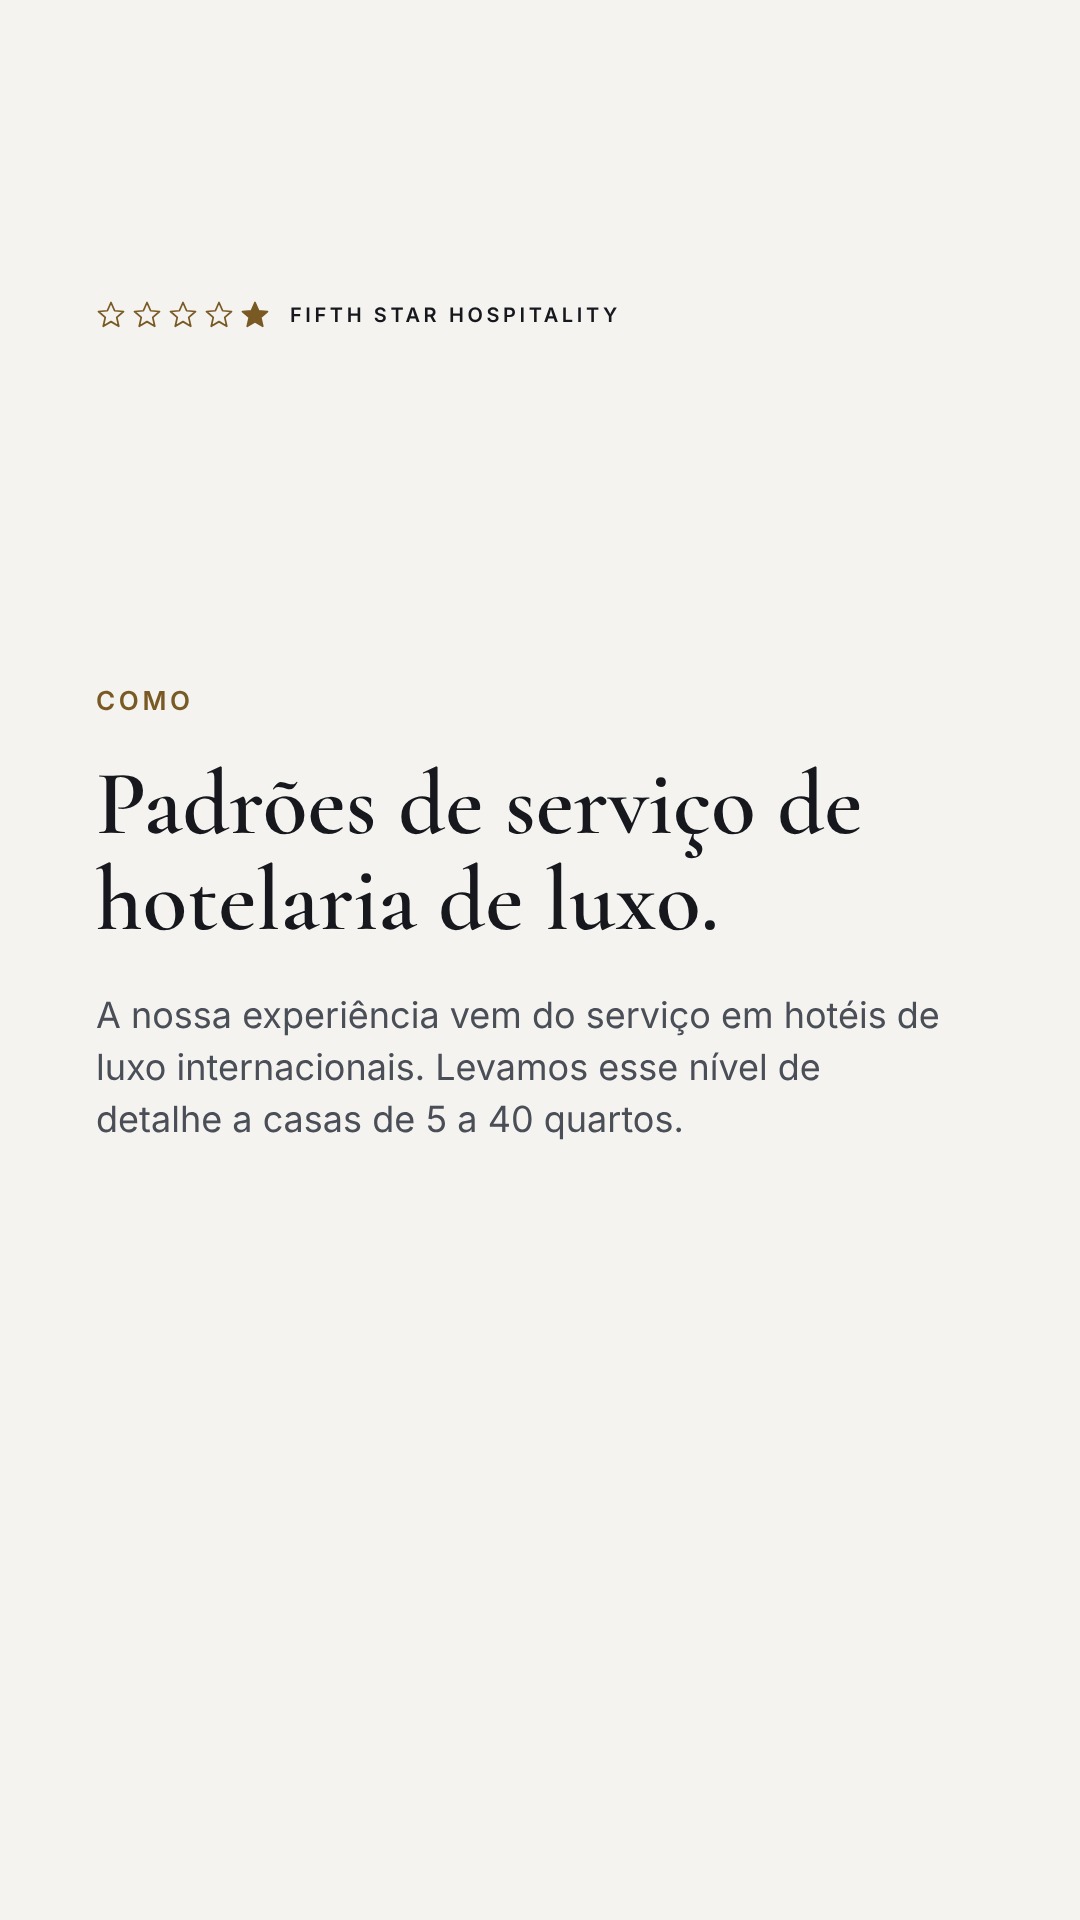 FIFTH STAR HOSPITALITY
COMO
Padrões de serviço de
hotelaria de luxo.
A nossa experiência vem do serviço em hotéis de
luxo internacionais. Levamos esse nível de
detalhe a casas de 5 a 40 quartos.